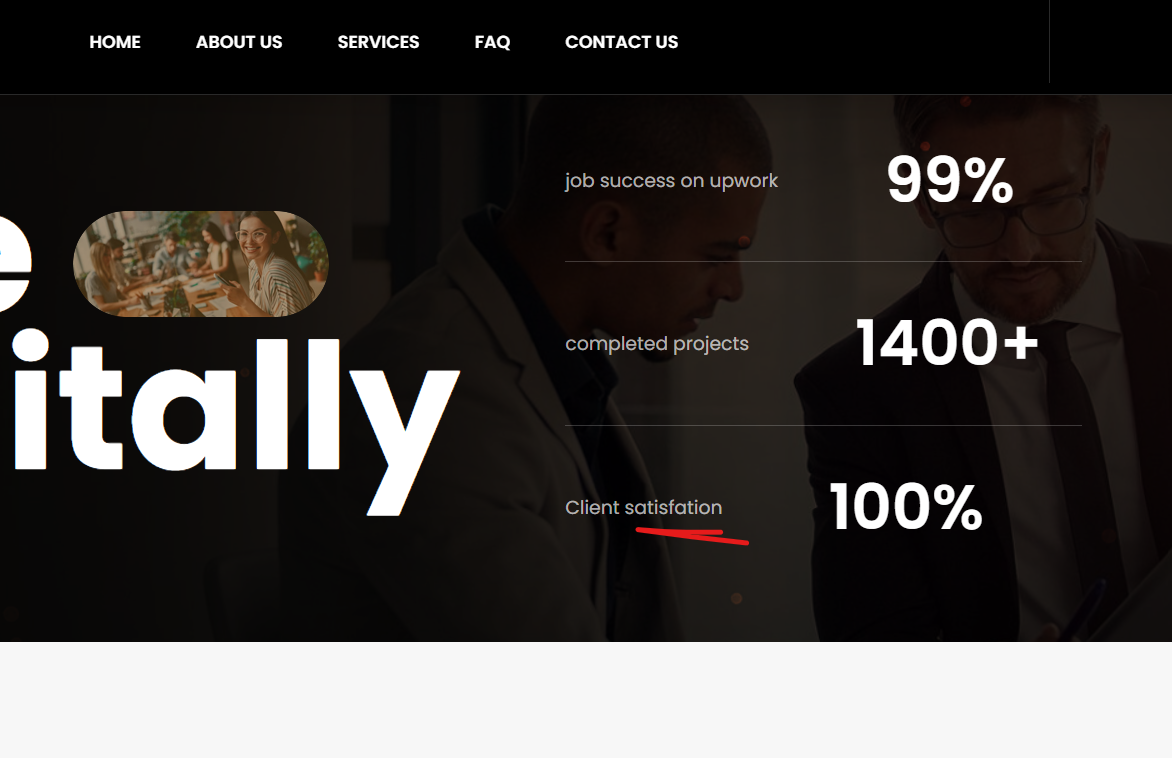 HOME ABOUT US SERVICES FAQ CONTACT US
e
itally
job success on upwork 99%
completed projects 1400+
Client satisfation 100%